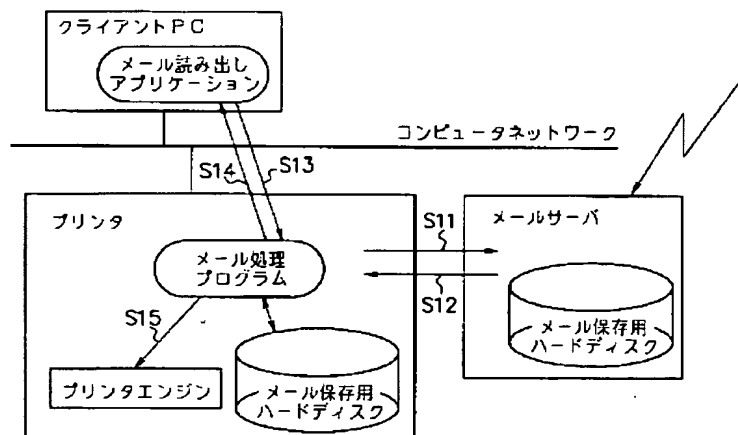 クライアントPC
メール読み出し
アプリケーション
コンピュータネットワーク
S14
S13
プリンタ
S11
メールサーバ
メール処理
プログラム
S12
S15
メール保存用
ハードディスク
プリンタエンジン
メール保存用
ハードディスク